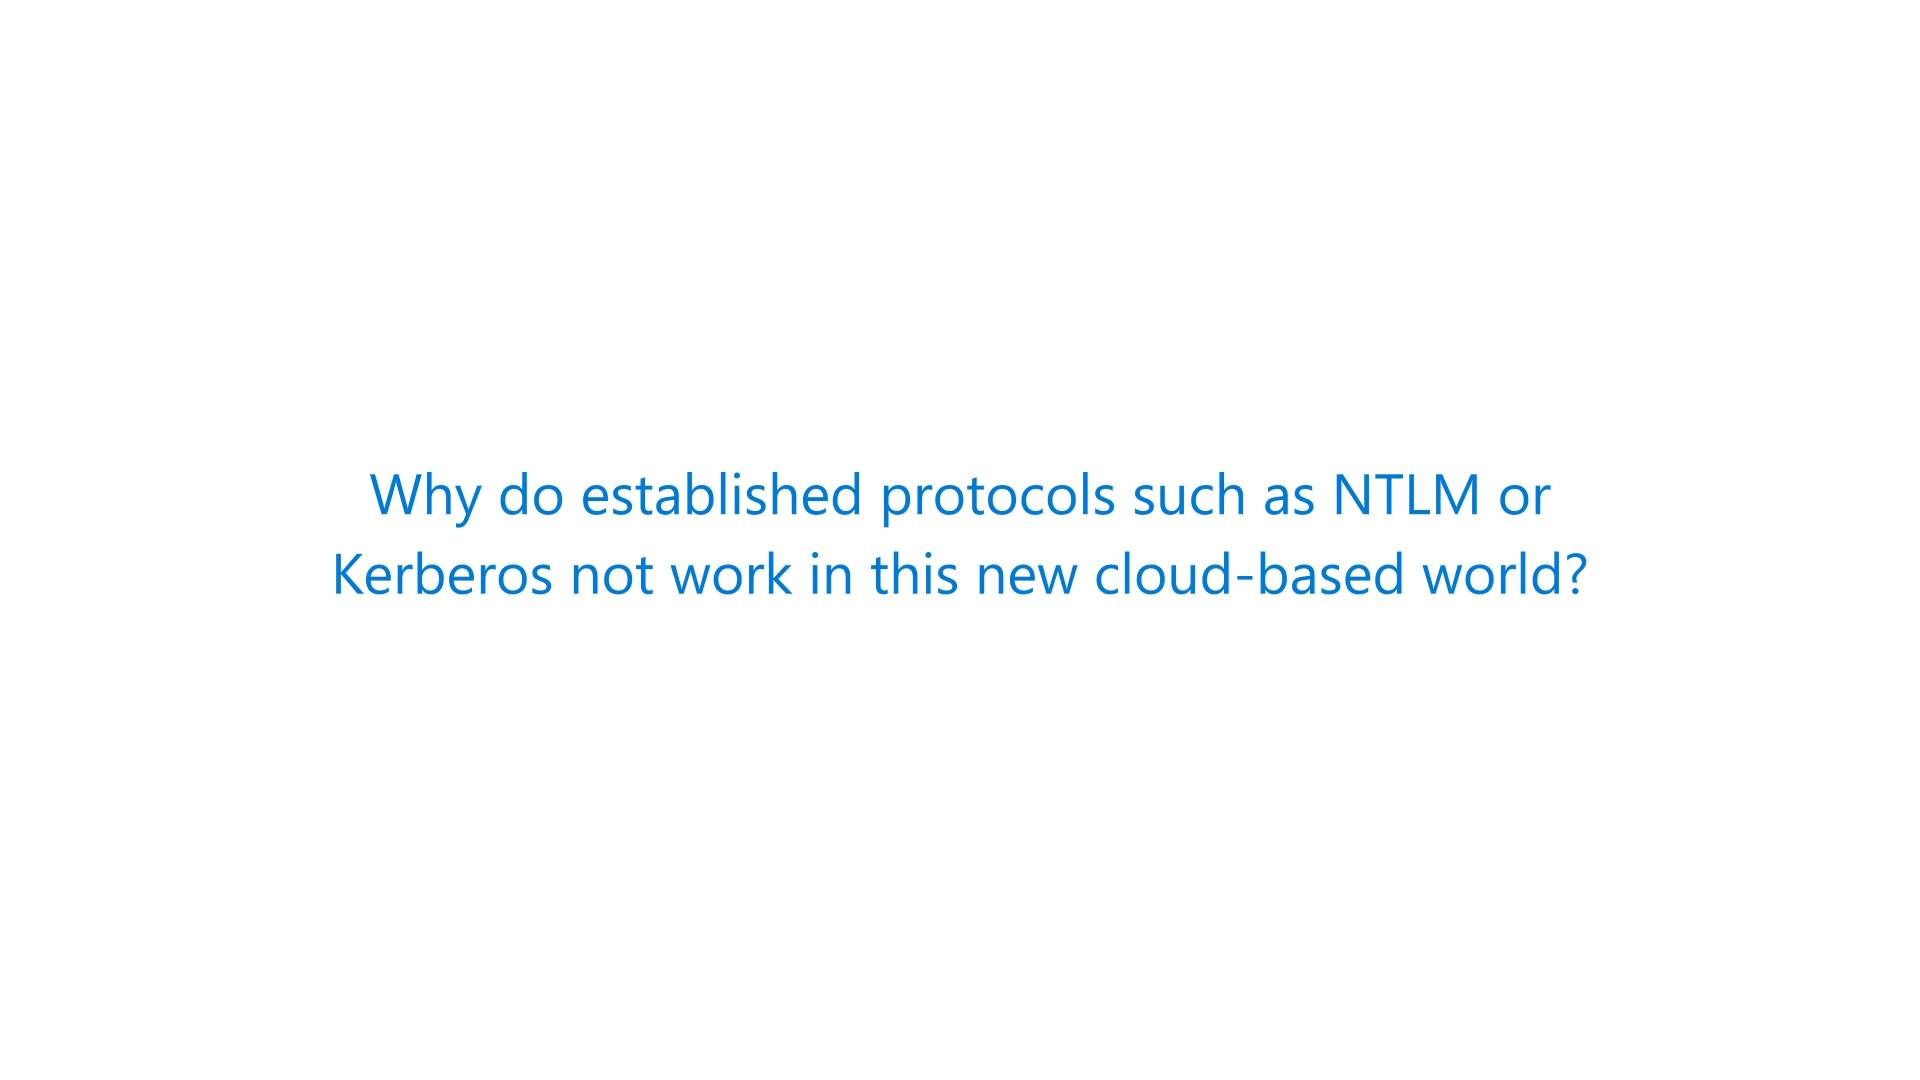 Why do established protocols such as NTLM or
Kerberos not work in this new cloud-based world?